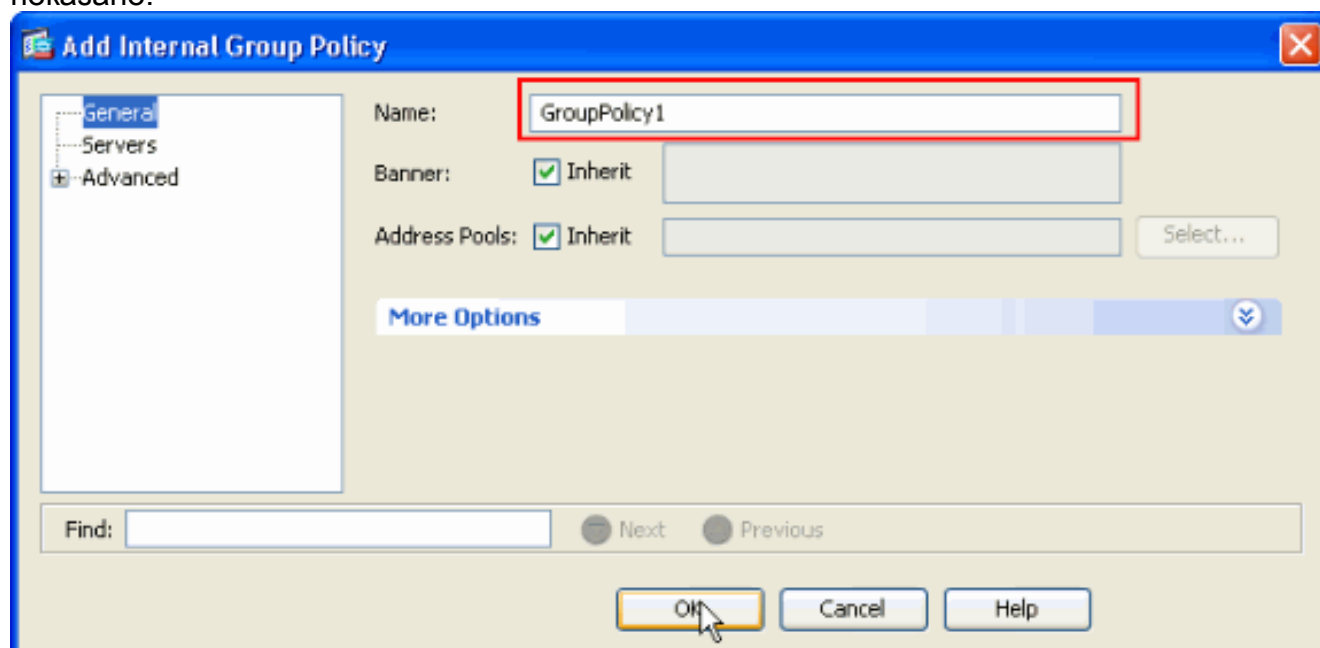 показано.
Add Internal Group Policy
General
Servers
Advanced
Name: GroupPolicy1
Banner: Inherit
Address Pools: Inherit Select...
More Options
Find: Next Previous
OK Cancel Help